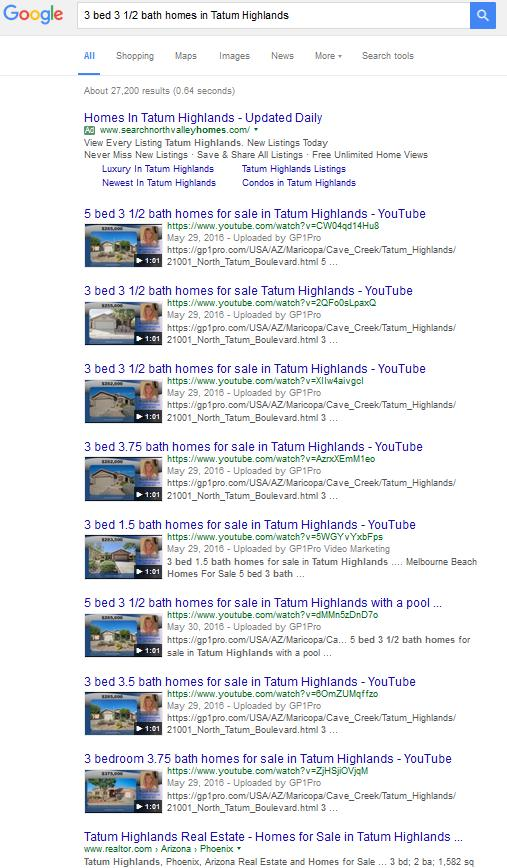 Google
3 bed 3 1/2 bath homes in Tatum Highlands
All Shopping Maps Images News More Search tools
About 27,200 results (0.64 seconds)
Homes In Tatum Highlands - Updated Daily
Ad www.searchnorthvalleyhomes.com/
View Every Listing Tatum Highlands. New Listings Today
Never Miss New Listings · Save & Share All Listings · Free Unlimited Home Views
Luxury In Tatum Highlands Tatum Highlands Listings
Newest In Tatum Highlands Condos in Tatum Highlands
5 bed 3 1/2 bath homes for sale in Tatum Highlands - YouTube
https://www.youtube.com/watch?v=CW04qd14Hu8
May 29, 2016 - Uploaded by GP1Pro
https://gp1pro.com/USA/AZ/Maricopa/Cave_Creek/Tatum_Highlands/
1:01 21001_North_Tatum_Boulevard.html 5 ...
3 bed 3 1/2 bath homes for sale Tatum Highlands - YouTube
https://www.youtube.com/watch?v=2QFo0sLpaxQ
May 29, 2016 - Uploaded by GP1Pro
https://gp1pro.com/USA/AZ/Maricopa/Cave_Creek/Tatum_Highlands/
1:01 21001_North_Tatum_Boulevard.html 3 ...
3 bed 3 1/2 bath homes for sale in Tatum Highlands - YouTube
https://www.youtube.com/watch?v=XIIw4aivgcI
May 29, 2016 - Uploaded by GP1Pro
https://gp1pro.com/USA/AZ/Maricopa/Cave_Creek/Tatum_Highlands/
1:01 21001_North_Tatum_Boulevard.html 3 ...
3 bed 3.75 bath homes for sale in Tatum Highlands - YouTube
https://www.youtube.com/watch?v=AzrxXEmM1eo
May 29, 2016 - Uploaded by GP1Pro
https://gp1pro.com/USA/AZ/Maricopa/Cave_Creek/Tatum_Highlands/
1:01 21001_North_Tatum_Boulevard.html 3 ...
3 bed 1.5 bath homes for sale in Tatum Highlands - YouTube
https://www.youtube.com/watch?v=5WGYvYxbFps
May 29, 2016 - Uploaded by GP1Pro Video Marketing
3 bed 1.5 bath homes for sale in Tatum Highlands .... Melbourne Beach
1:01 Homes For Sale 5 bed 3 bath ...
5 bed 3 1/2 bath homes for sale in Tatum Highlands with a pool ...
https://www.youtube.com/watch?v=dMMn5zDnD7o
May 30, 2016 - Uploaded by GP1Pro
https://gp1pro.com/USA/AZ/Maricopa/Ca... 5 bed 3 1/2 bath homes for
1:01 sale in Tatum Highlands with a pool ...
3 bed 3.5 bath homes for sale in Tatum Highlands - YouTube
https://www.youtube.com/watch?v=6OmZUMqffzo
May 29, 2016 - Uploaded by GP1Pro
https://gp1pro.com/USA/AZ/Maricopa/Cave_Creek/Tatum_Highlands/
1:01 21001_North_Tatum_Boulevard.html 3 ...
3 bedroom 3.75 bath homes for sale in Tatum Highlands - YouTube
https://www.youtube.com/watch?v=ZjHSjiOVjqM
May 29, 2016 - Uploaded by GP1Pro
https://gp1pro.com/USA/AZ/Maricopa/Cave_Creek/Tatum_Highlands/
1:01 21001_North_Tatum_Boulevard.html 3 ...
Tatum Highlands Real Estate - Homes for Sale in Tatum Highlands ...
www.realtor.com › Arizona › Phoenix
Tatum Highlands, Phoenix, Arizona Real Estate and Homes for Sale ... 3 bd; 2 ba; 1,582 sq